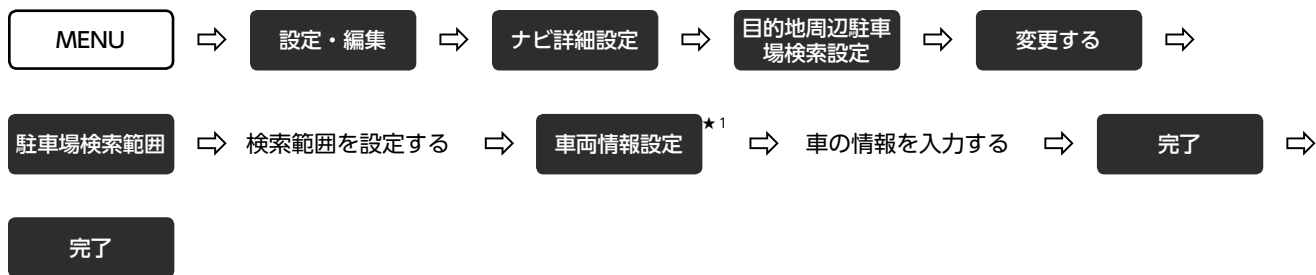 MENU ⇨ 設定・編集 ⇨ ナビ詳細設定 ⇨ 目的地周辺駐車場検索設定 ⇨ 変更する ⇨
駐車場検索範囲 ⇨ 検索範囲を設定する ⇨ 車両情報設定★1 ⇨ 車の情報を入力する ⇨ 完了 ⇨
完了